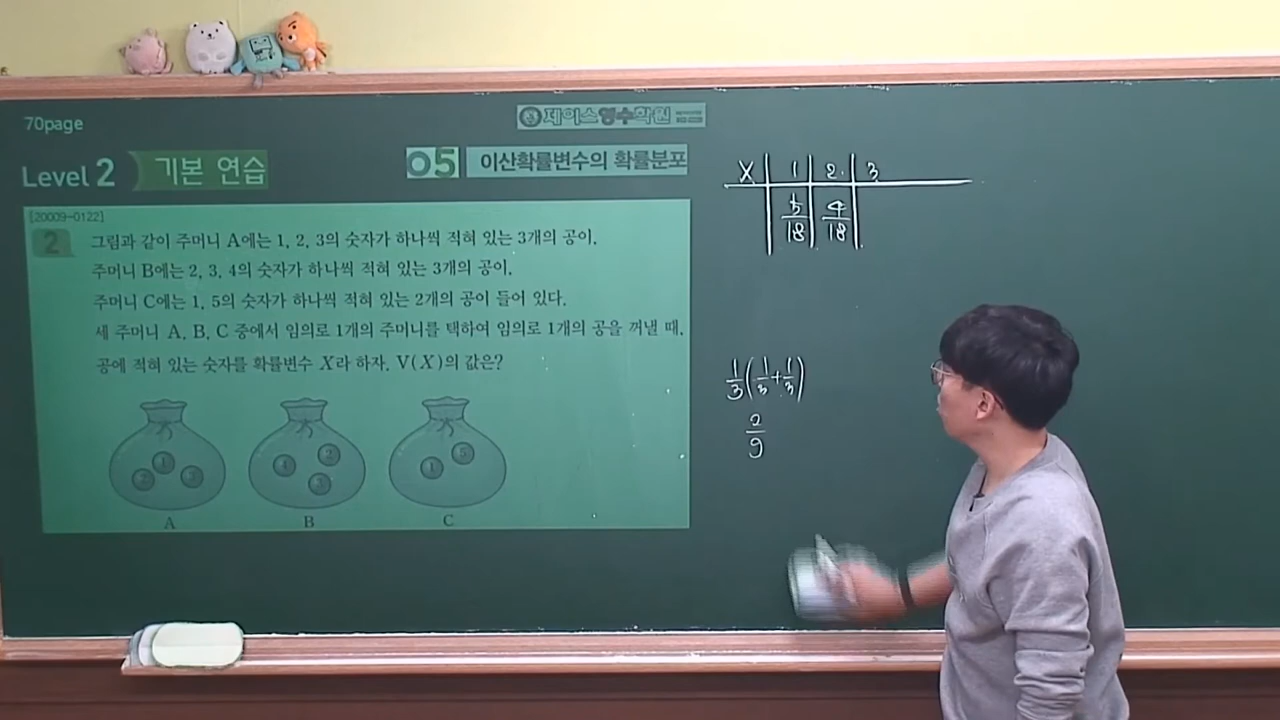 70page
제이스영수학원
Level 2 기본 연습
05 이산확률변수의 확률분포
[20009-0122]
2 그림과 같이 주머니 A에는 1, 2, 3의 숫자가 하나씩 적혀 있는 3개의 공이,
주머니 B에는 2, 3, 4의 숫자가 하나씩 적혀 있는 3개의 공이,
주머니 C에는 1, 5의 숫자가 하나씩 적혀 있는 2개의 공이 들어 있다.
세 주머니 A, B, C 중에서 임의로 1개의 주머니를 택하여 임의로 1개의 공을 꺼낼 때,
공에 적혀 있는 숫자를 확률변수 X라 하자. V(X)의 값은?
1 2 3
4 2 3
1 5
A B C
X 1 2 3
5/18 4/18
1/3(1/3+1/3)
2/9